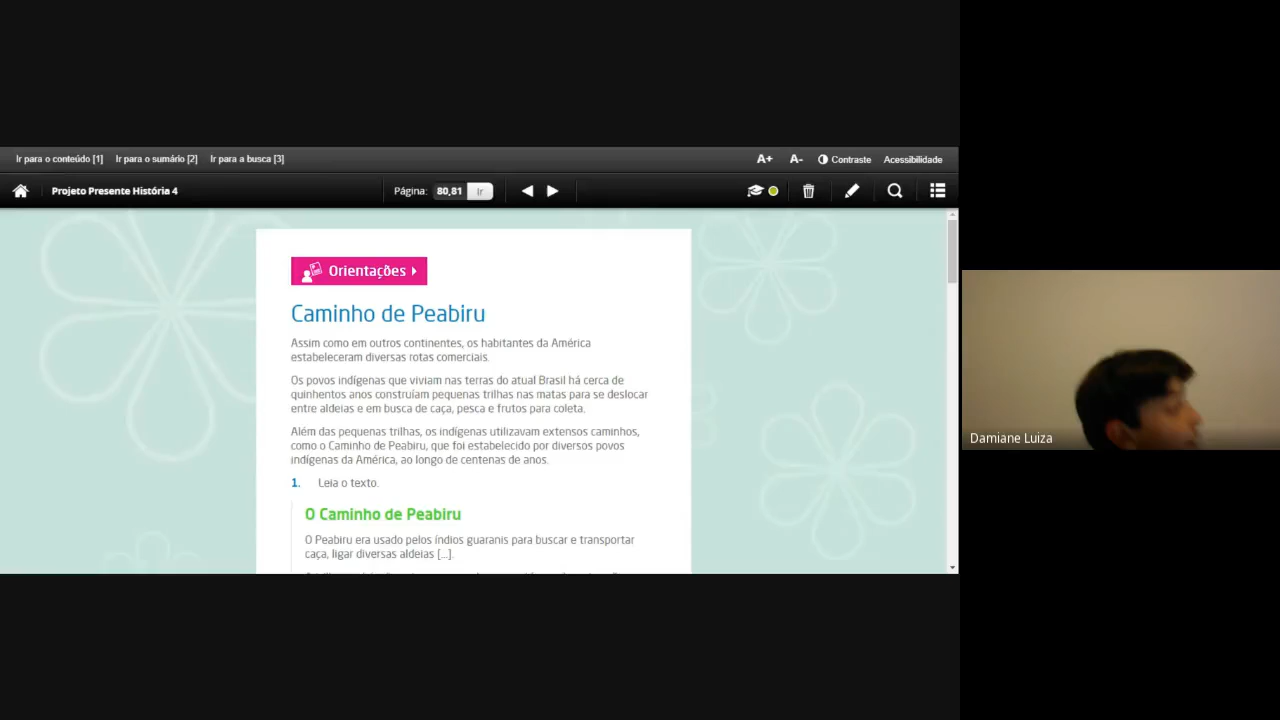 Ir para o conteúdo [1] Ir para o sumário [2] Ir para a busca [3] A+ A- Contraste Acessibilidade
Projeto Presente História 4 Página: 80,81 Ir
Orientações
Caminho de Peabiru
Assim como em outros continentes, os habitantes da América
estabeleceram diversas rotas comerciais.
Os povos indígenas que viviam nas terras do atual Brasil há cerca de
quinhentos anos construíam pequenas trilhas nas matas para se deslocar
entre aldeias e em busca de caça, pesca e frutos para coleta.
Além das pequenas trilhas, os indígenas utilizavam extensos caminhos,
como o Caminho de Peabiru, que foi estabelecido por diversos povos
indígenas da América, ao longo de centenas de anos.
1. Leia o texto.
O Caminho de Peabiru
O Peabiru era usado pelos índios guaranis para buscar e transportar
caça, ligar diversas aldeias [...].
Damiane Luiza